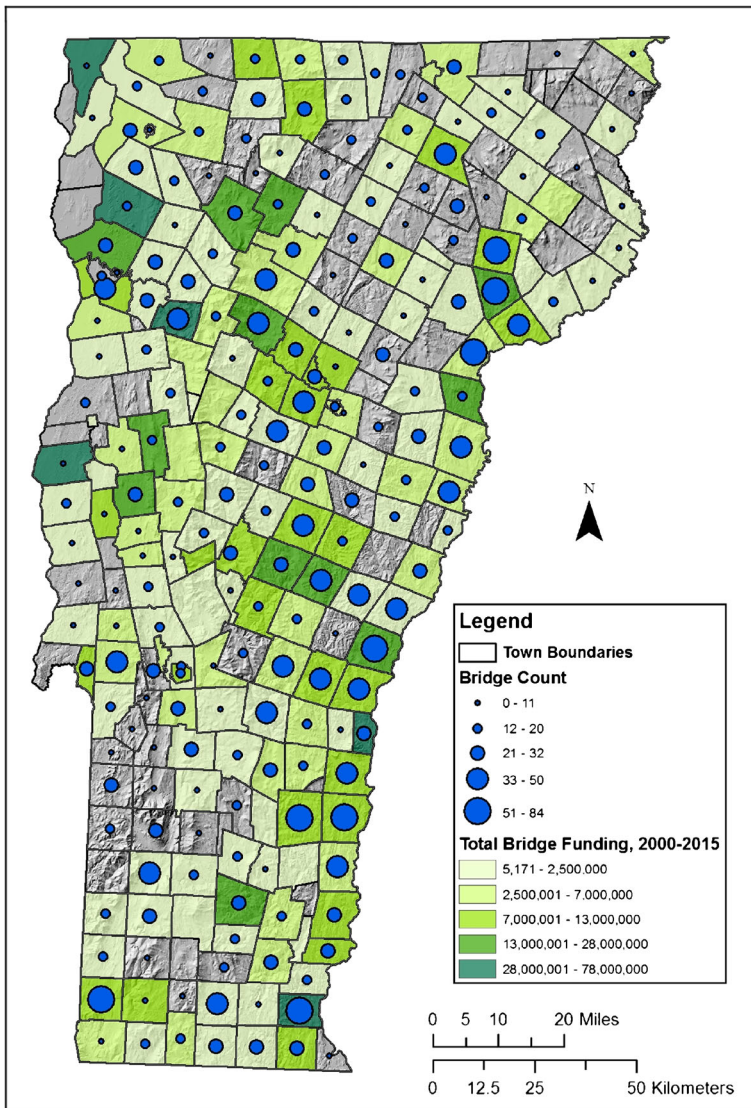 N
Legend
Town Boundaries
Bridge Count
0 - 11
12 - 20
21 - 32
33 - 50
51 - 84
Total Bridge Funding, 2000-2015
5,171 - 2,500,000
2,500,001 - 7,000,000
7,000,001 - 13,000,000
13,000,001 - 28,000,000
28,000,001 - 78,000,000
0 5 10 20 Miles
0 12.5 25 50 Kilometers